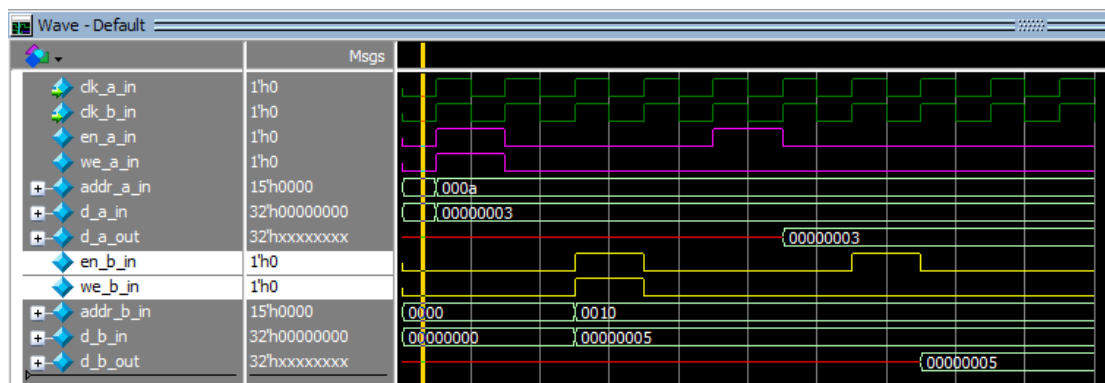 Wave - Default
Msgs
clk_a_in 1'h0
clk_b_in 1'h0
en_a_in 1'h0
we_a_in 1'h0
addr_a_in 15'h0000 000a
d_a_in 32'h00000000 00000003
d_a_out 32'hxxxxxxxx 00000003
en_b_in 1'h0
we_b_in 1'h0
addr_b_in 15'h0000 0000 0010
d_b_in 32'h00000000 00000000 00000005
d_b_out 32'hxxxxxxxx 00000005